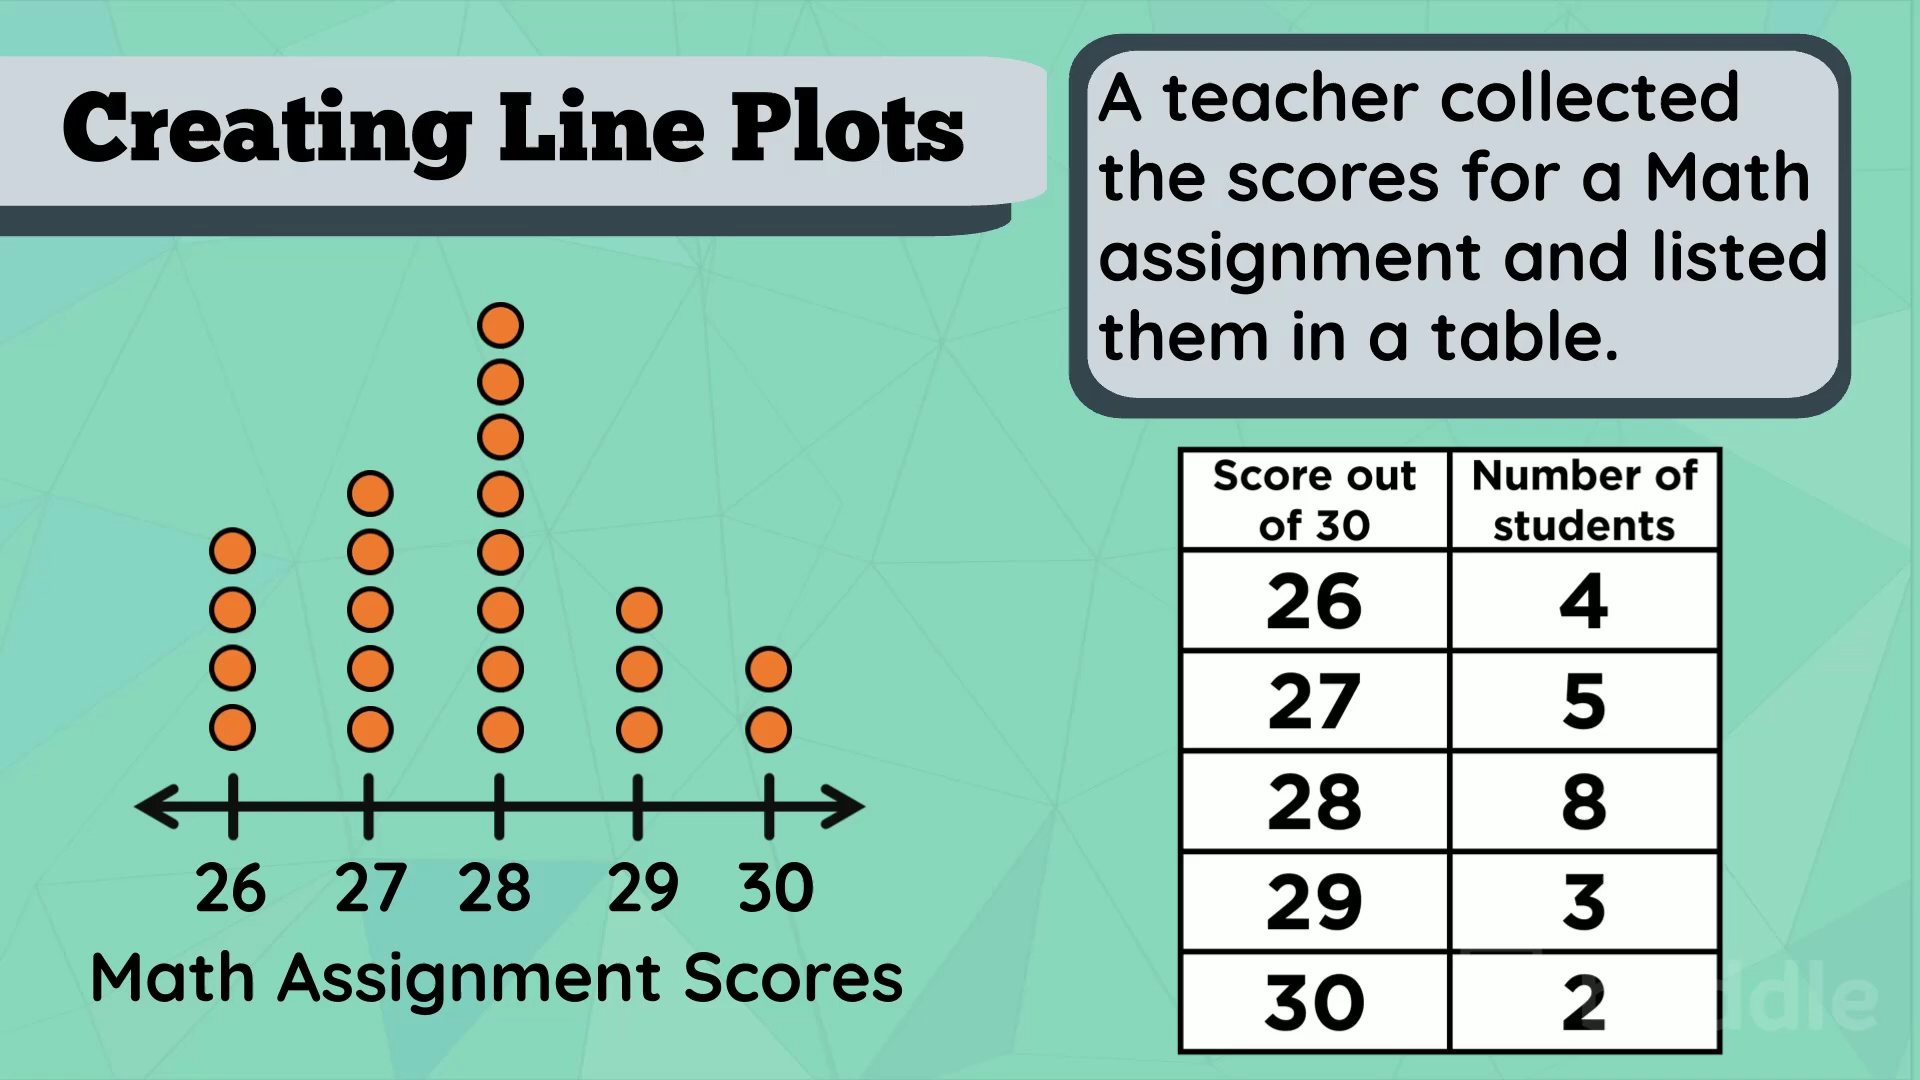 Creating Line Plots
A teacher collected
the scores for a Math
assignment and listed
them in a table.
26 27 28 29 30
Math Assignment Scores
Score out of 30 Number of students
26 4
27 5
28 8
29 3
30 2